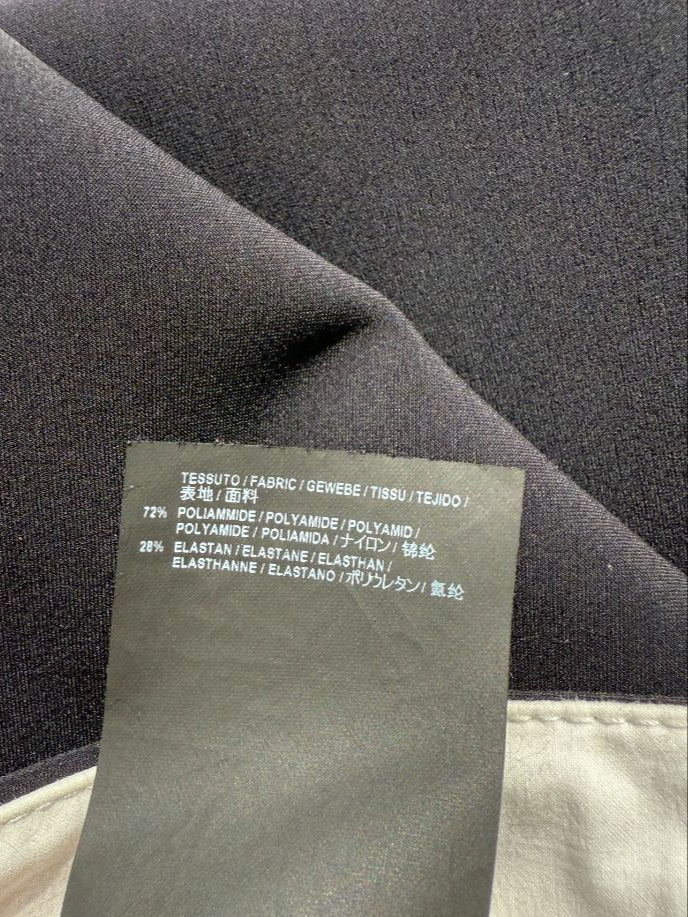 TESSUTO / FABRIC / GEWEBE / TISSU / TEJIDO /
表地 / 面料
72% POLIAMMIDE / POLYAMIDE / POLYAMID /
POLYAMIDE / POLIAMIDA / ナイロン / 锦纶
28% ELASTAN / ELASTANE / ELASTHAN /
ELASTHANNE / ELASTANO / ポリウレタン / 氨纶